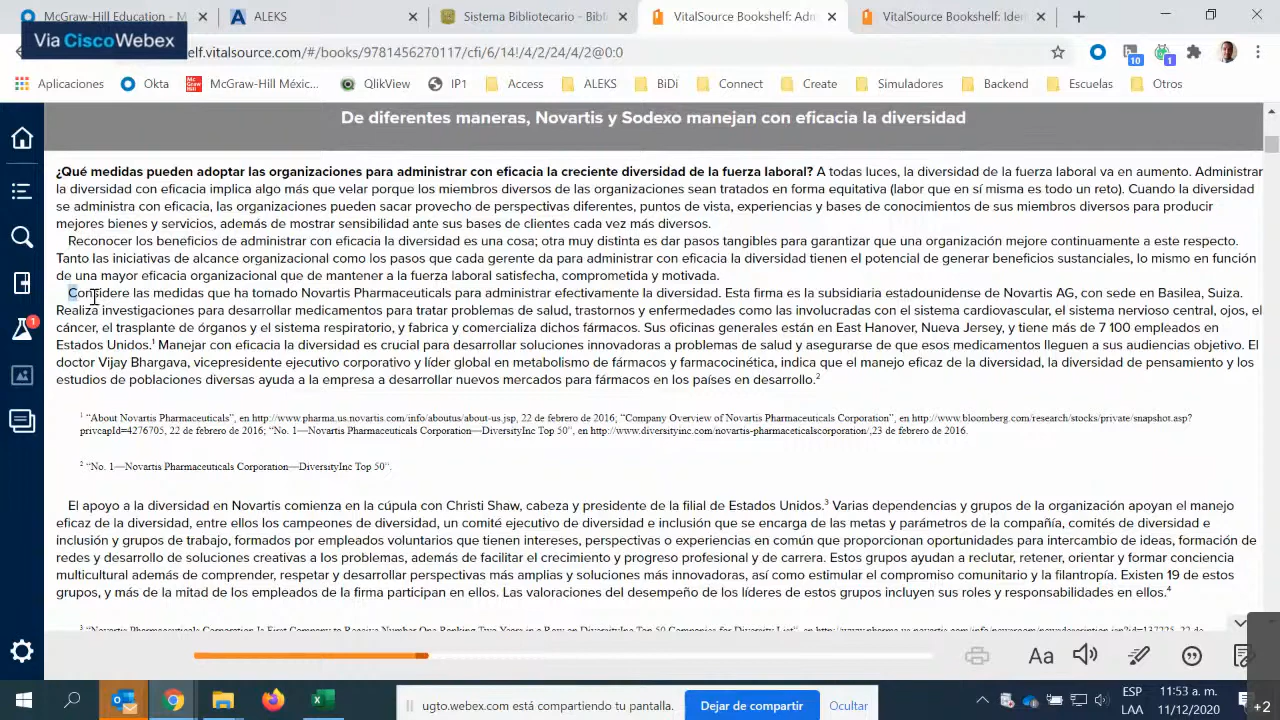 McGraw-Hill Education - M
ALEKS
Sistema Bibliotecario - Bibl
VitalSource Bookshelf: Adm
VitalSource Bookshelf: Iden
Via Cisco Webex
elf.vitalsource.com/#/books/9781456270117/cfi/6/14!/4/2/24/4/2@0:0
10
1
Aplicaciones
Okta
McGraw-Hill Méxic...
QlikView
IP1
Access
ALEKS
BiDi
Connect
Create
Simuladores
Backend
Escuelas
Otros
De diferentes maneras, Novartis y Sodexo manejan con eficacia la diversidad
¿Qué medidas pueden adoptar las organizaciones para administrar con eficacia la creciente diversidad de la fuerza laboral? A todas luces, la diversidad de la fuerza laboral va en aumento. Administrar
la diversidad con eficacia implica algo más que velar porque los miembros diversos de las organizaciones sean tratados en forma equitativa (labor que en sí misma es todo un reto). Cuando la diversidad
se administra con eficacia, las organizaciones pueden sacar provecho de perspectivas diferentes, puntos de vista, experiencias y bases de conocimientos de sus miembros diversos para producir
mejores bienes y servicios, además de mostrar sensibilidad ante sus bases de clientes cada vez más diversos.
Reconocer los beneficios de administrar con eficacia la diversidad es una cosa; otra muy distinta es dar pasos tangibles para garantizar que una organización mejore continuamente a este respecto.
Tanto las iniciativas de alcance organizacional como los pasos que cada gerente da para administrar con eficacia la diversidad tienen el potencial de generar beneficios sustanciales, lo mismo en función
de una mayor eficacia organizacional que de mantener a la fuerza laboral satisfecha, comprometida y motivada.
Considere las medidas que ha tomado Novartis Pharmaceuticals para administrar efectivamente la diversidad. Esta firma es la subsidiaria estadounidense de Novartis AG, con sede en Basilea, Suiza.
Realiza investigaciones para desarrollar medicamentos para tratar problemas de salud, trastornos y enfermedades como las involucradas con el sistema cardiovascular, el sistema nervioso central, ojos, el
cáncer, el trasplante de órganos y el sistema respiratorio, y fabrica y comercializa dichos fármacos. Sus oficinas generales están en East Hanover, Nueva Jersey, y tiene más de 7 100 empleados en
Estados Unidos.1 Manejar con eficacia la diversidad es crucial para desarrollar soluciones innovadoras a problemas de salud y asegurarse de que esos medicamentos lleguen a sus audiencias objetivo. El
doctor Vijay Bhargava, vicepresidente ejecutivo corporativo y líder global en metabolismo de fármacos y farmacocinética, indica que el manejo eficaz de la diversidad, la diversidad de pensamiento y los
estudios de poblaciones diversas ayuda a la empresa a desarrollar nuevos mercados para fármacos en los países en desarrollo.2
1 "About Novartis Pharmaceuticals", en http://www.pharma.us.novartis.com/info/aboutus/about-us.jsp, 22 de febrero de 2016; "Company Overview of Novartis Pharmaceuticals Corporation", en http://www.bloomberg.com/research/stocks/private/snapshot.asp?
privcapId=4276705, 22 de febrero de 2016; "No. 1—Novartis Pharmaceuticals Corporation—DiversityInc Top 50", en http://www.diversityinc.com/novartis-pharmaceuticalscorporation/,23 de febrero de 2016.
2 "No. 1—Novartis Pharmaceuticals Corporation—DiversityInc Top 50".
El apoyo a la diversidad en Novartis comienza en la cúpula con Christi Shaw, cabeza y presidente de la filial de Estados Unidos.3 Varias dependencias y grupos de la organización apoyan el manejo
eficaz de la diversidad, entre ellos los campeones de diversidad, un comité ejecutivo de diversidad e inclusión que se encarga de las metas y parámetros de la compañía, comités de diversidad e
inclusión y grupos de trabajo, formados por empleados voluntarios que tienen intereses, perspectivas o experiencias en común que proporcionan oportunidades para intercambio de ideas, formación de
redes y desarrollo de soluciones creativas a los problemas, además de facilitar el crecimiento y progreso profesional y de carrera. Estos grupos ayudan a reclutar, retener, orientar y formar conciencia
multicultural además de comprender, respetar y desarrollar perspectivas más amplias y soluciones más innovadoras, así como estimular el compromiso comunitario y la filantropía. Existen 19 de estos
grupos, y más de la mitad de los empleados de la firma participan en ellos. Las valoraciones del desempeño de los líderes de estos grupos incluyen sus roles y responsabilidades en ellos.4
1
Aa
ugto.webex.com está compartiendo tu pantalla.
Dejar de compartir
Ocultar
ESP
LAA
11:53 a. m.
11/12/2020
+2